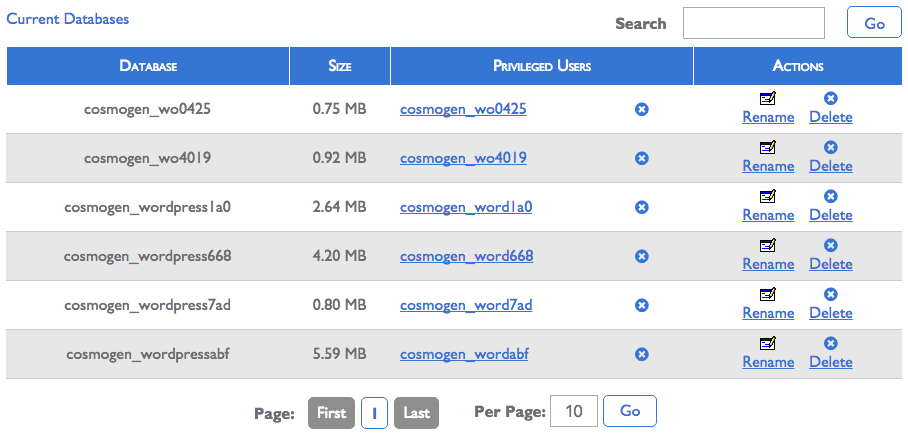 Current Databases Search Go
Database Size Privileged Users Actions
cosmogen_wo0425 0.75 MB cosmogen_wo0425 Rename Delete
cosmogen_wo4019 0.92 MB cosmogen_wo4019 Rename Delete
cosmogen_wordpress1a0 2.64 MB cosmogen_word1a0 Rename Delete
cosmogen_wordpress668 4.20 MB cosmogen_word668 Rename Delete
cosmogen_wordpress7ad 0.80 MB cosmogen_word7ad Rename Delete
cosmogen_wordpressabf 5.59 MB cosmogen_wordabf Rename Delete
Page: First 1 Last Per Page: 10 Go